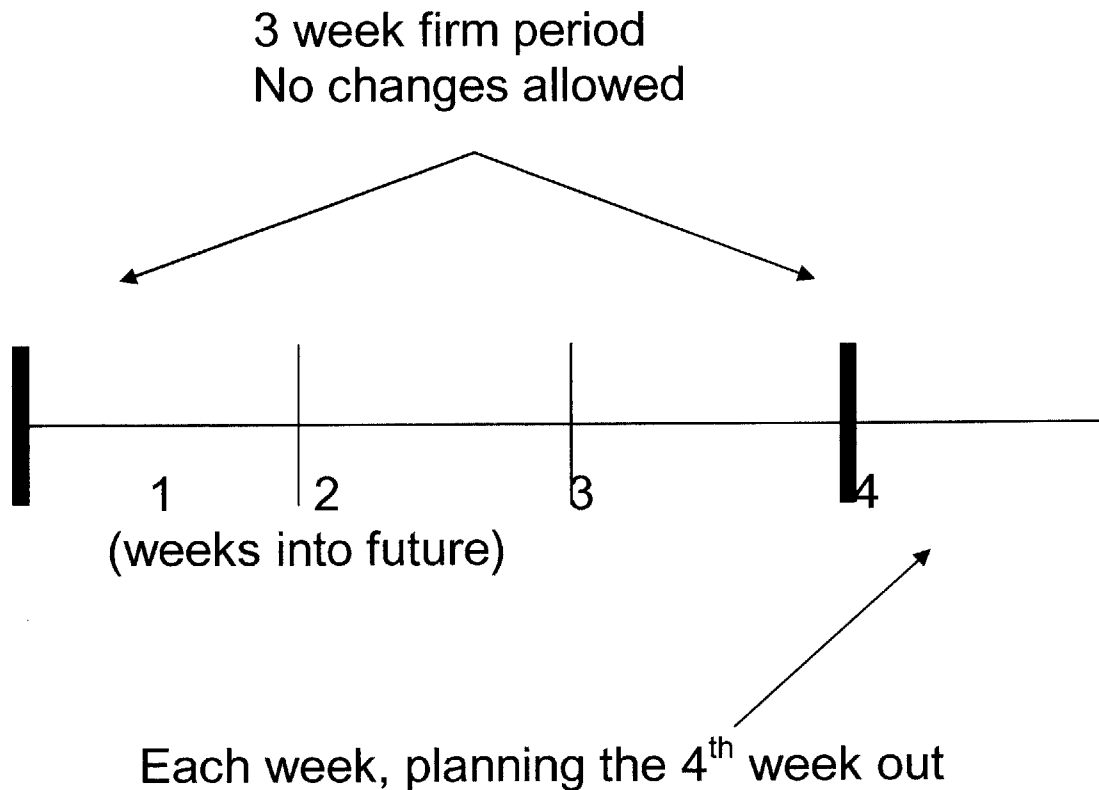 3 week firm period
No changes allowed
1 2 3 4
(weeks into future)
Each week, planning the 4th week out